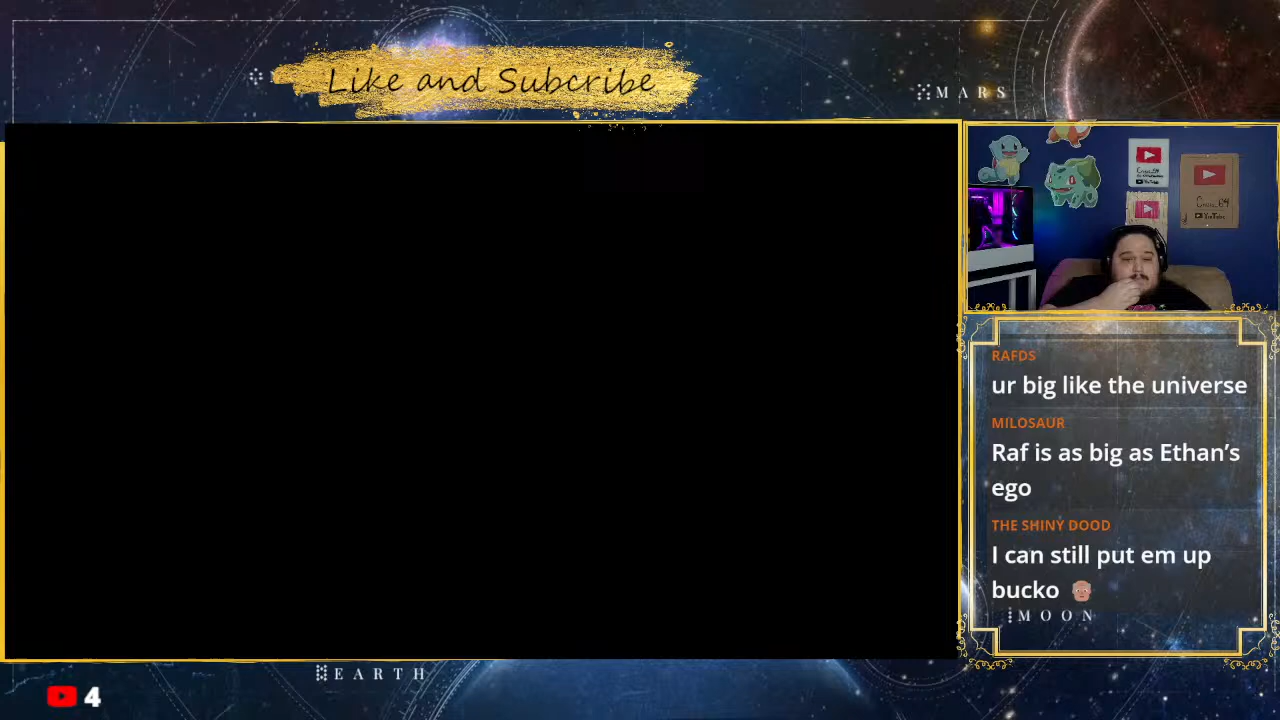 Like and Subcribe
MARS
RAFDS
ur big like the universe
MILOSAUR
Raf is as big as Ethan's
ego
THE SHINY DOOD
I can still put em up
bucko 👴
MOON
EARTH
4